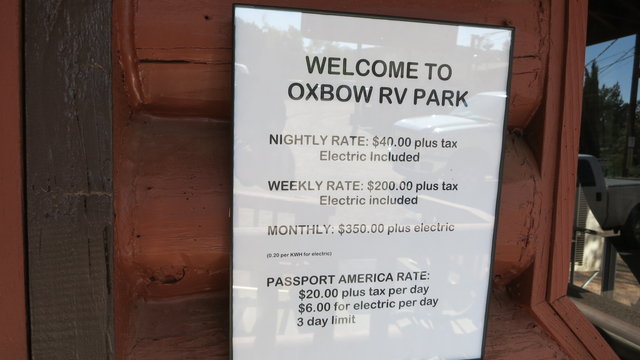 WELCOME TO
OXBOW RV PARK
NIGHTLY RATE: $40.00 plus tax
Electric Included
WEEKLY RATE: $200.00 plus tax
Electric included
MONTHLY: $350.00 plus electric
(0.20 per KWH for electric)
PASSPORT AMERICA RATE:
$20.00 plus tax per day
$6.00 for electric per day
3 day limit